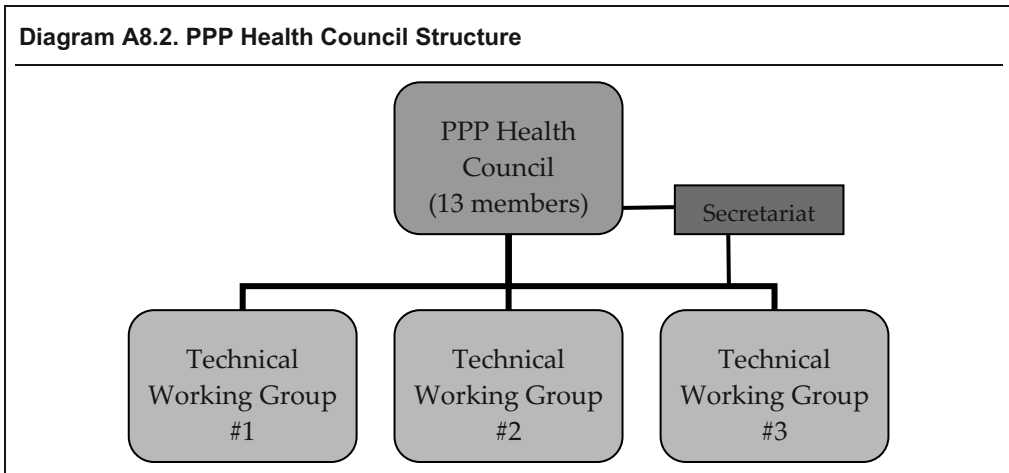 Diagram A8.2. PPP Health Council Structure
PPP Health
Council
(13 members)
Secretariat
Technical
Working Group
#1
Technical
Working Group
#2
Technical
Working Group
#3